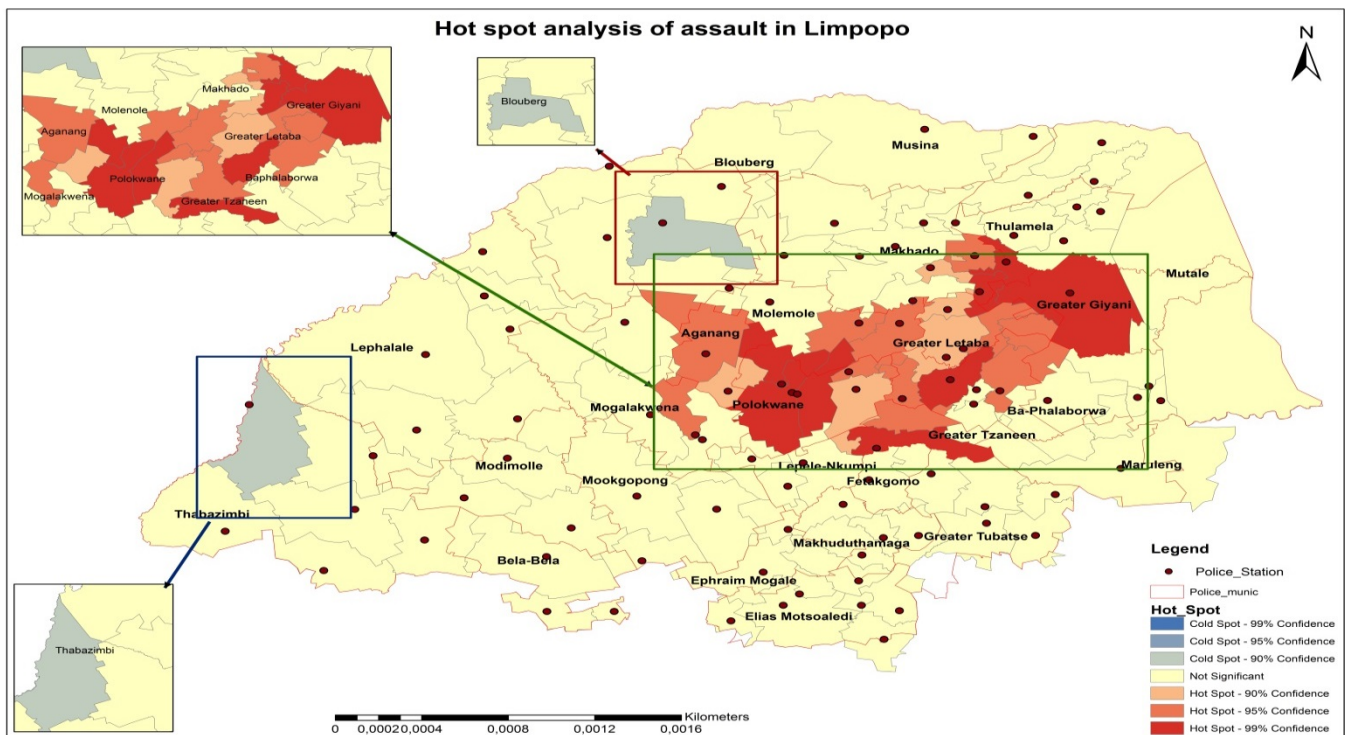 Hot spot analysis of assault in Limpopo
N
Makhado
Molenole
Greater Giyani
Aganang
Greater Letaba
Polokwane
Baphalaborwa
Mogalakwena
Greater Tzaheen
Blouberg
Musina
Blouberg
Thulamela
Makhado
Mutale
Greater Giyani
Molemole
Aganang
Greater Letaba
Lephalale
Polokwane
Mogalakwena
Ba-Phalaborwa
Greater Tzaneen
Modimolle
Lepele-Nkumpi
Maruleng
Mookgopong
Fetakgomo
Thabazimbi
Makhuduthamaga
Greater Tubatse
Bela-Bela
Ephraim Mogale
Elias Motsoaledi
Thabazimbi
Legend
Police_Station
Police_munic
Hot_Spot
Cold Spot - 99% Confidence
Cold Spot - 95% Confidence
Cold Spot - 90% Confidence
Not Significant
Hot Spot - 90% Confidence
Hot Spot - 95% Confidence
Hot Spot - 99% Confidence
Kilometers
0 0,00020,0004 0,0008 0,0012 0,0016